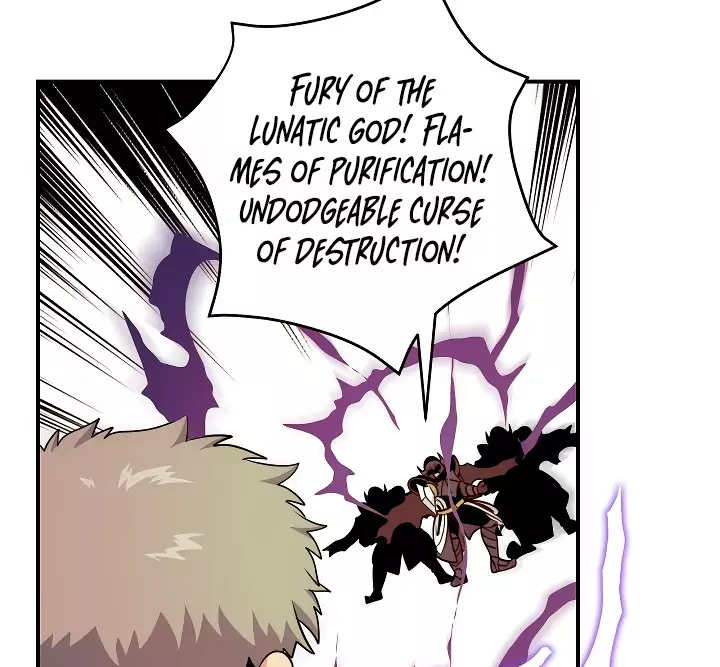 FURY OF THE
LUNATIC GOD! FLA-
MES OF PURIFICATION!
UNDODGEABLE CURSE
OF DESTRUCTION!